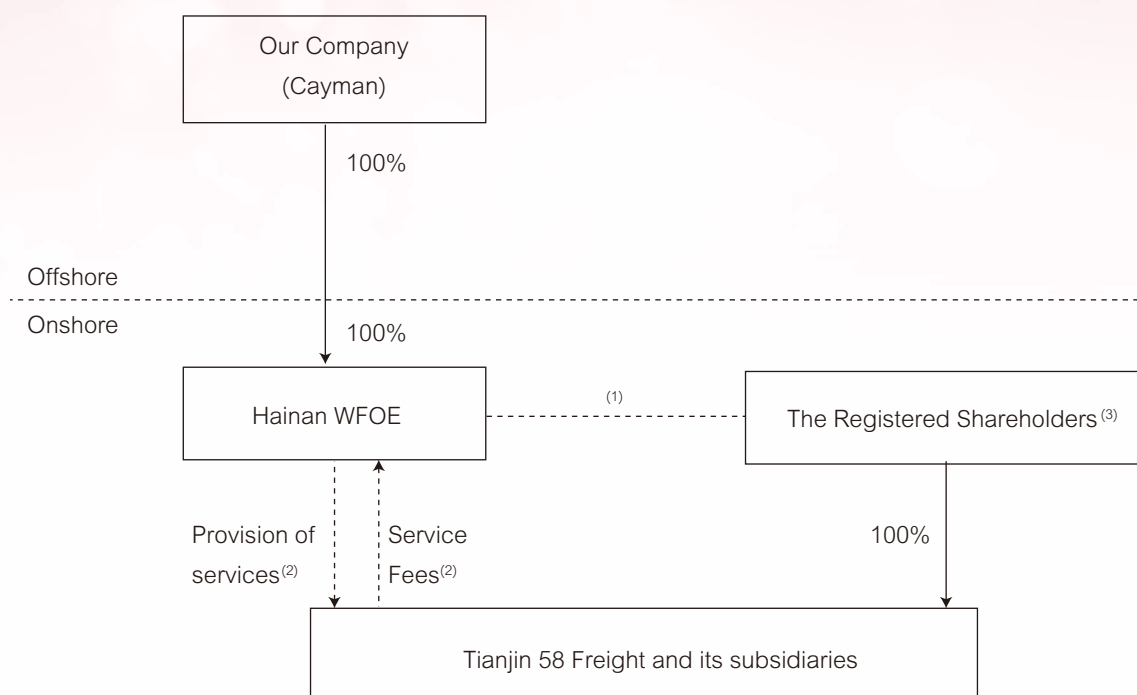 Our Company
(Cayman)
100%
Offshore
Onshore
100%
Hainan WFOE
(1)
The Registered Shareholders(3)
Provision of
services(2)
Service
Fees(2)
100%
Tianjin 58 Freight and its subsidiaries